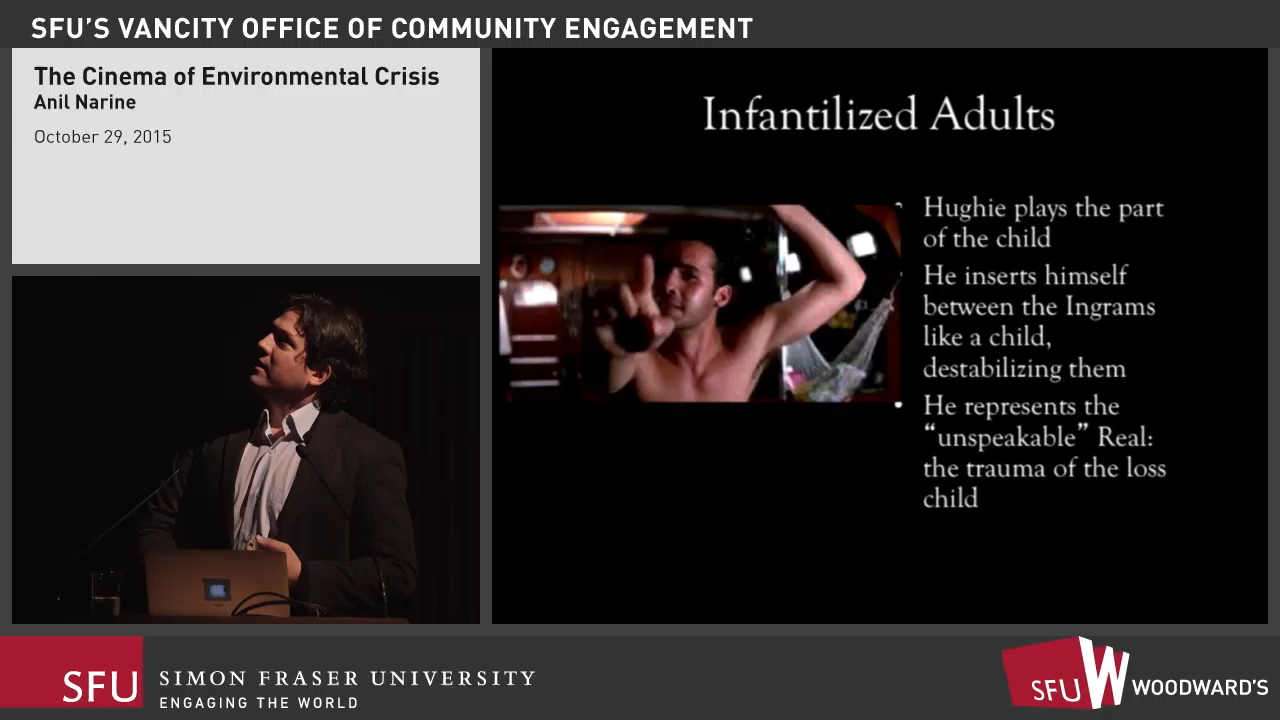 SFU'S VANCITY OFFICE OF COMMUNITY ENGAGEMENT
The Cinema of Environmental Crisis
Anil Narine
October 29, 2015
Infantilized Adults
Hughie plays the part
of the child
He inserts himself
between the Ingrams
like a child,
destabilizing them
He represents the
“unspeakable” Real:
the trauma of the loss
child
SFU
SIMON FRASER UNIVERSITY
ENGAGING THE WORLD
SFU W WOODWARD'S